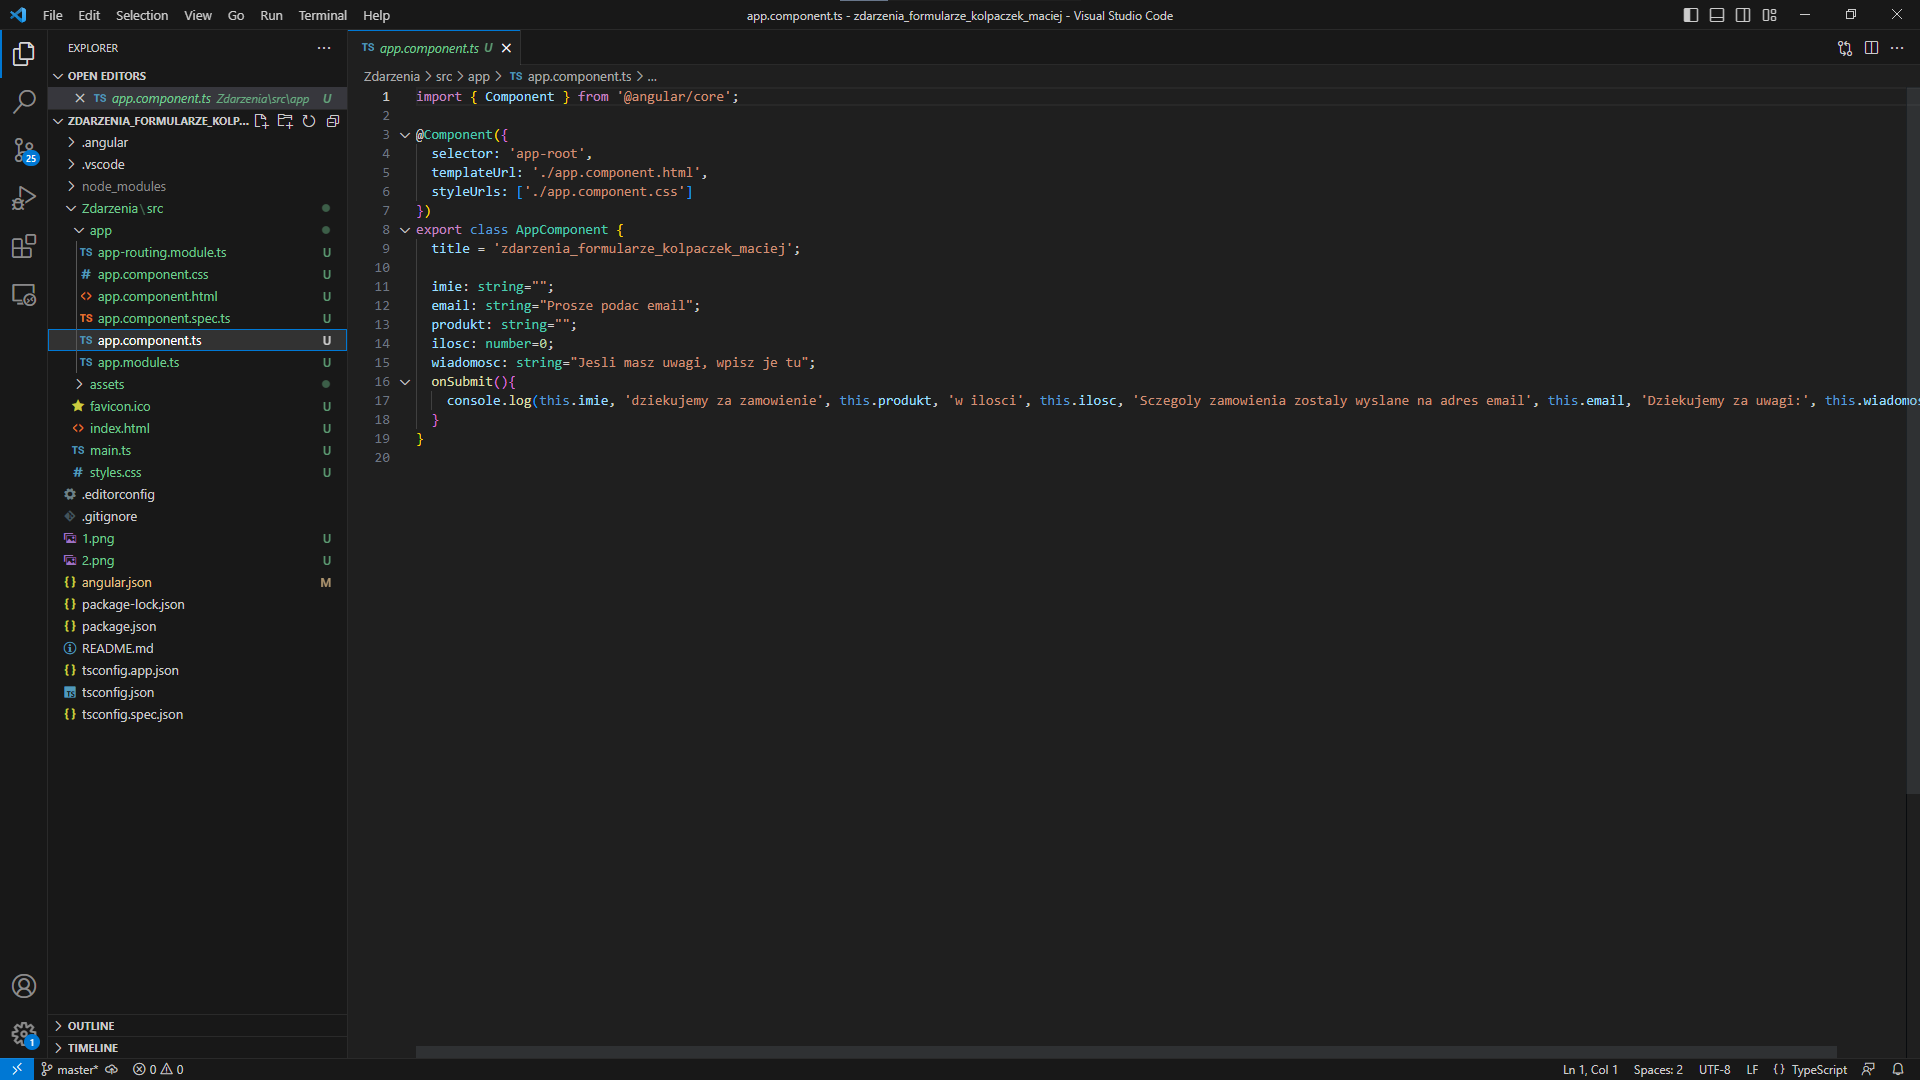 File Edit Selection View Go Run Terminal Help
app.component.ts - zdarzenia_formularze_kolpaczek_maciej - Visual Studio Code
EXPLORER
OPEN EDITORS
TS app.component.ts Zdarzenia\src\app U
ZDARZENIA_FORMULARZE_KOLP...
.angular
.vscode
node_modules
Zdarzenia\src
app
TS app-routing.module.ts U
# app.component.css U
<> app.component.html U
TS app.component.spec.ts U
TS app.component.ts U
TS app.module.ts U
assets
favicon.ico U
<> index.html U
TS main.ts U
# styles.css U
.editorconfig
.gitignore
1.png U
2.png U
{} angular.json M
{} package-lock.json
{} package.json
README.md
{} tsconfig.app.json
TS tsconfig.json
{} tsconfig.spec.json
OUTLINE
TIMELINE
25
1
TS app.component.ts U
Zdarzenia > src > app > TS app.component.ts > ...
1 import { Component } from '@angular/core';
2
3 @Component({
4 selector: 'app-root',
5 templateUrl: './app.component.html',
6 styleUrls: ['./app.component.css']
7 })
8 export class AppComponent {
9 title = 'zdarzenia_formularze_kolpaczek_maciej';
10
11 imie: string="";
12 email: string="Prosze podac email";
13 produkt: string="";
14 ilosc: number=0;
15 wiadomosc: string="Jesli masz uwagi, wpisz je tu";
16 onSubmit(){
17 console.log(this.imie, 'dziekujemy za zamowienie', this.produkt, 'w ilosci', this.ilosc, 'Sczegoly zamowienia zostaly wyslane na adres email', this.email, 'Dziekujemy za uwagi:', this.wiadomos
18 }
19 }
20
master* 0 0
Ln 1, Col 1 Spaces: 2 UTF-8 LF {} TypeScript